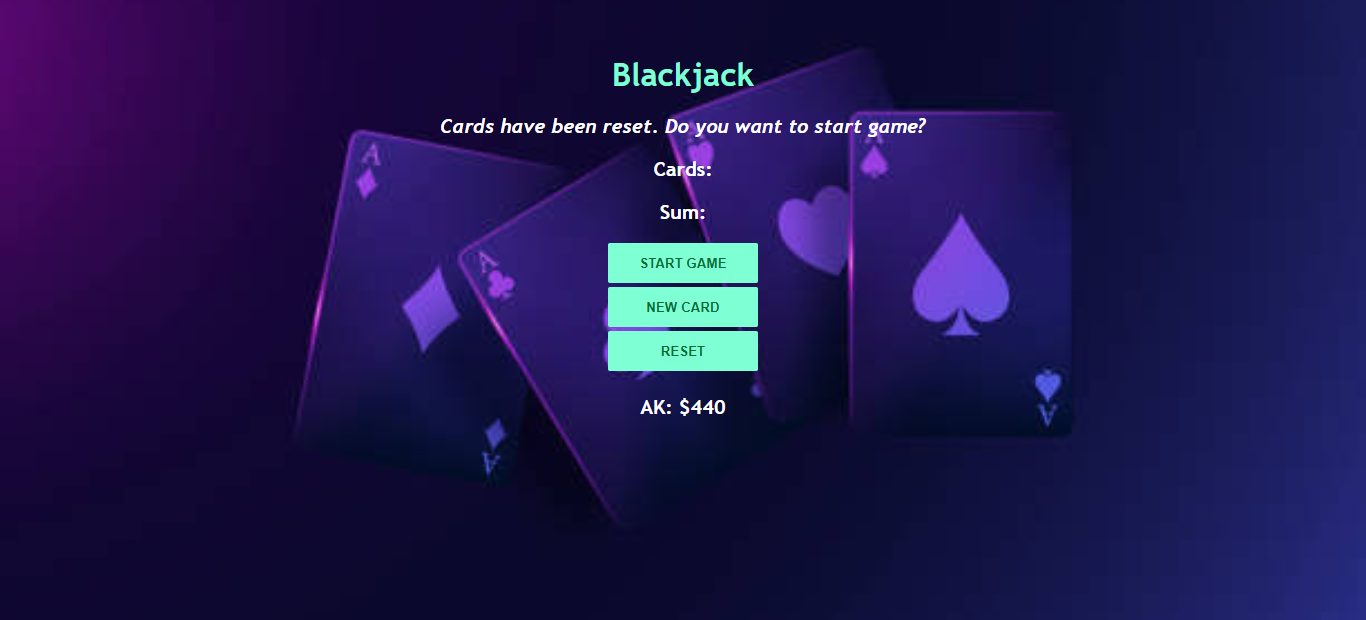 Blackjack
Cards have been reset. Do you want to start game?
Cards:
Sum:
START GAME
NEW CARD
RESET
AK: $440
A
A
A
A
A
A